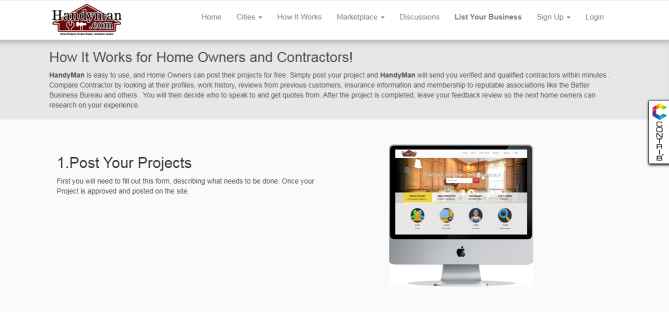 Handyman
.com
Home Cities How It Works Marketplace Discussions List Your Business Sign Up Login
How It Works for Home Owners and Contractors!
HandyMan is easy to use, and Home Owners can post their projects for free. Simply post your project and HandyMan will send you verified and qualified contractors within minutes .
Compare Contractor by looking at their profiles, work history, reviews from previous customers, insurance information and membership to reputable associations like the Better
Business Bureau and others . You will then decide who to speak to and get quotes from. After the project is completed, leave your feedback review so the next home owners can
research on your experience.
CONTRIB
1.Post Your Projects
First you will need to fill out this form, describing what needs to be done. Once your
Project is approved and posted on the site.